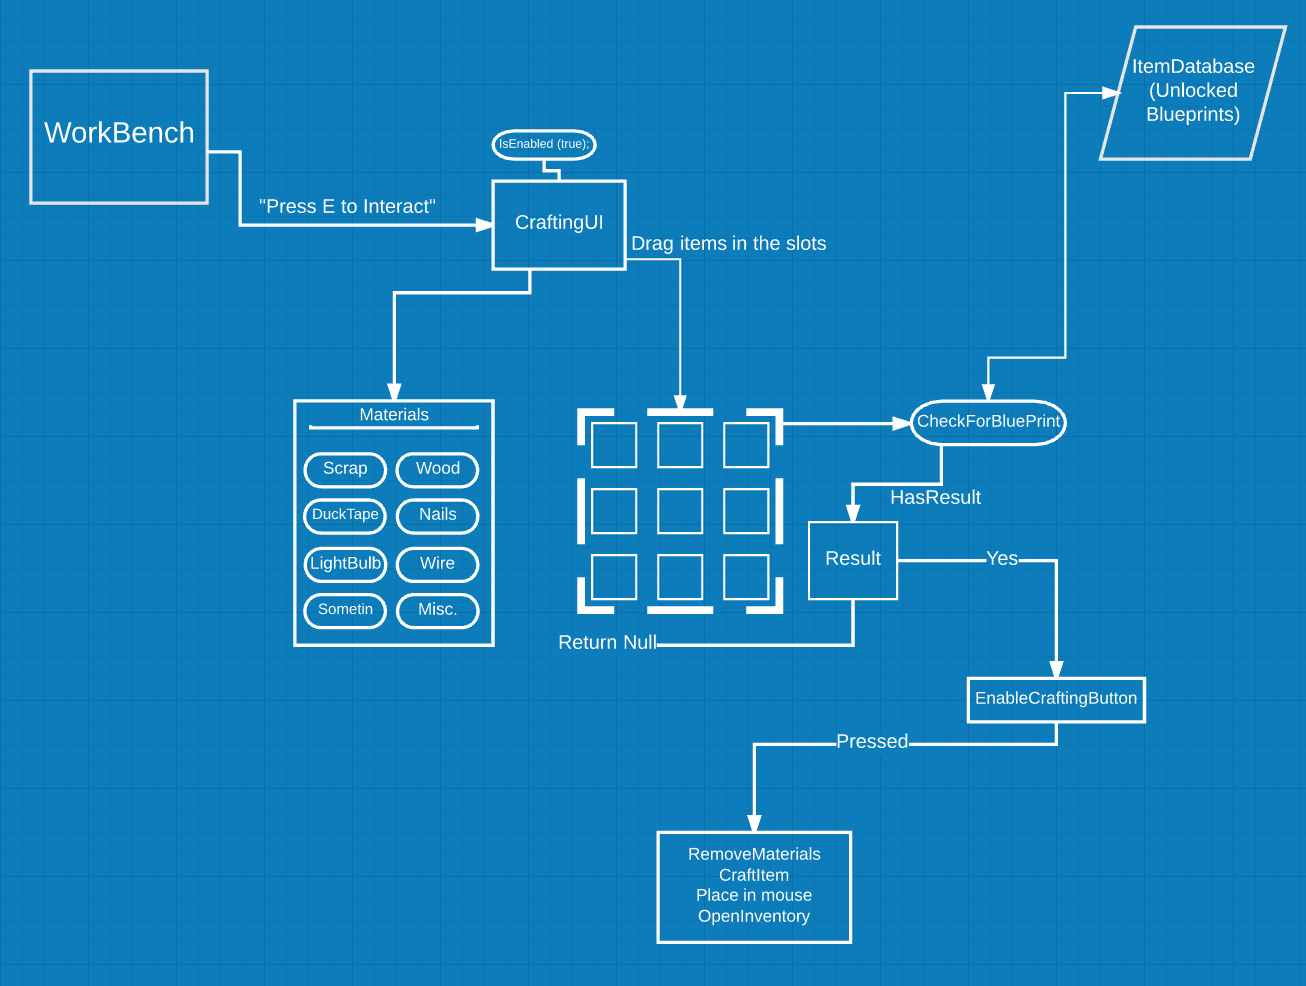 ItemDatabase
(Unlocked
Blueprints)
WorkBench
IsEnabled (true);
"Press E to Interact"
CraftingUI
Drag items in the slots
Materials
Scrap
Wood
DuckTape
Nails
LightBulb
Wire
Sometin
Misc.
CheckForBluePrint
HasResult
Result
Yes
Return Null
EnableCraftingButton
Pressed
RemoveMaterials
CraftItem
Place in mouse
OpenInventory